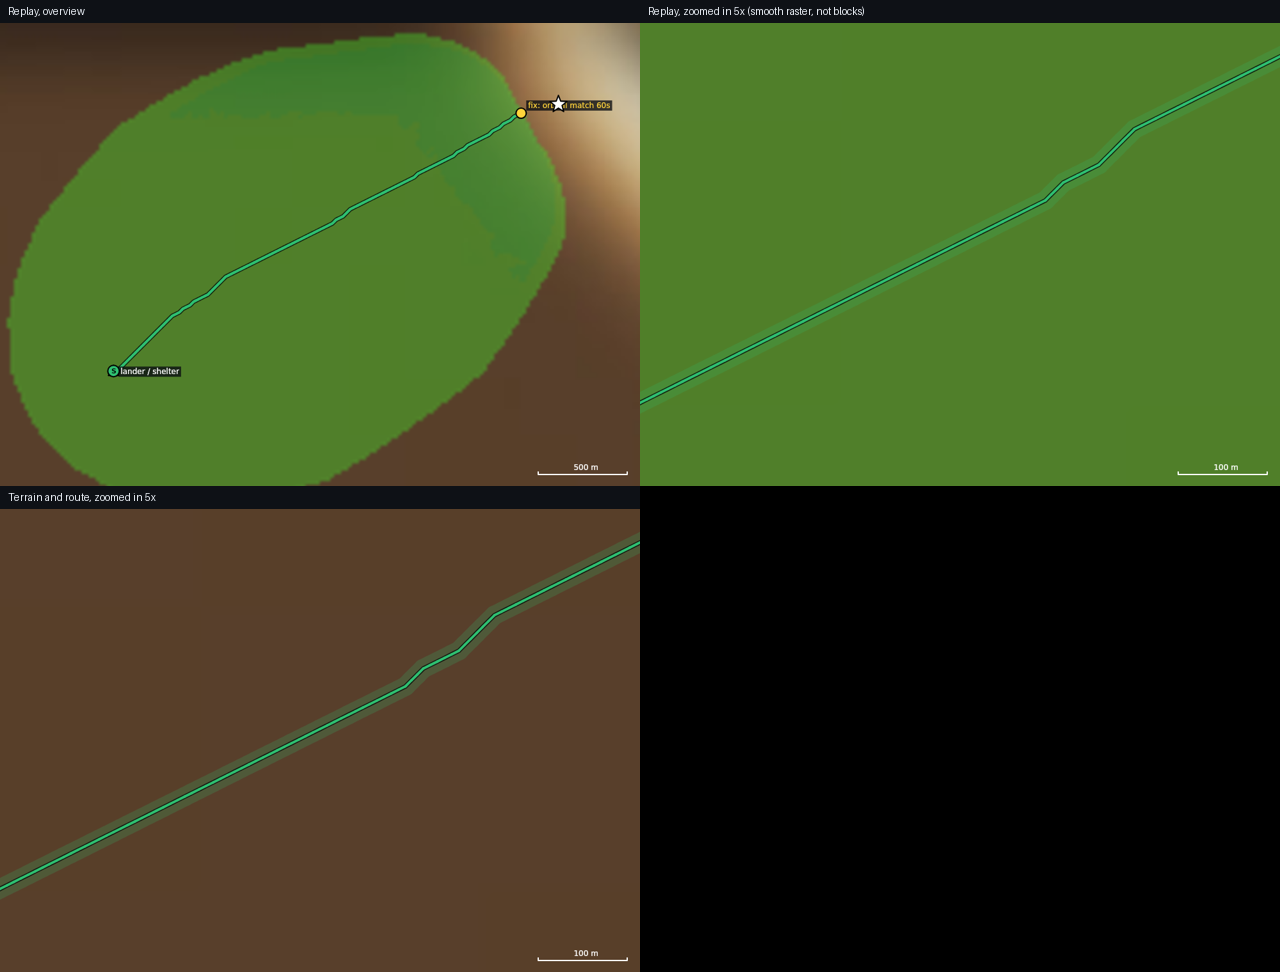 Replay, overview
Replay, zoomed in 5x (smooth raster, not blocks)
fix: match 60s
S lander / shelter
500 m
100 m
Terrain and route, zoomed in 5x
100 m